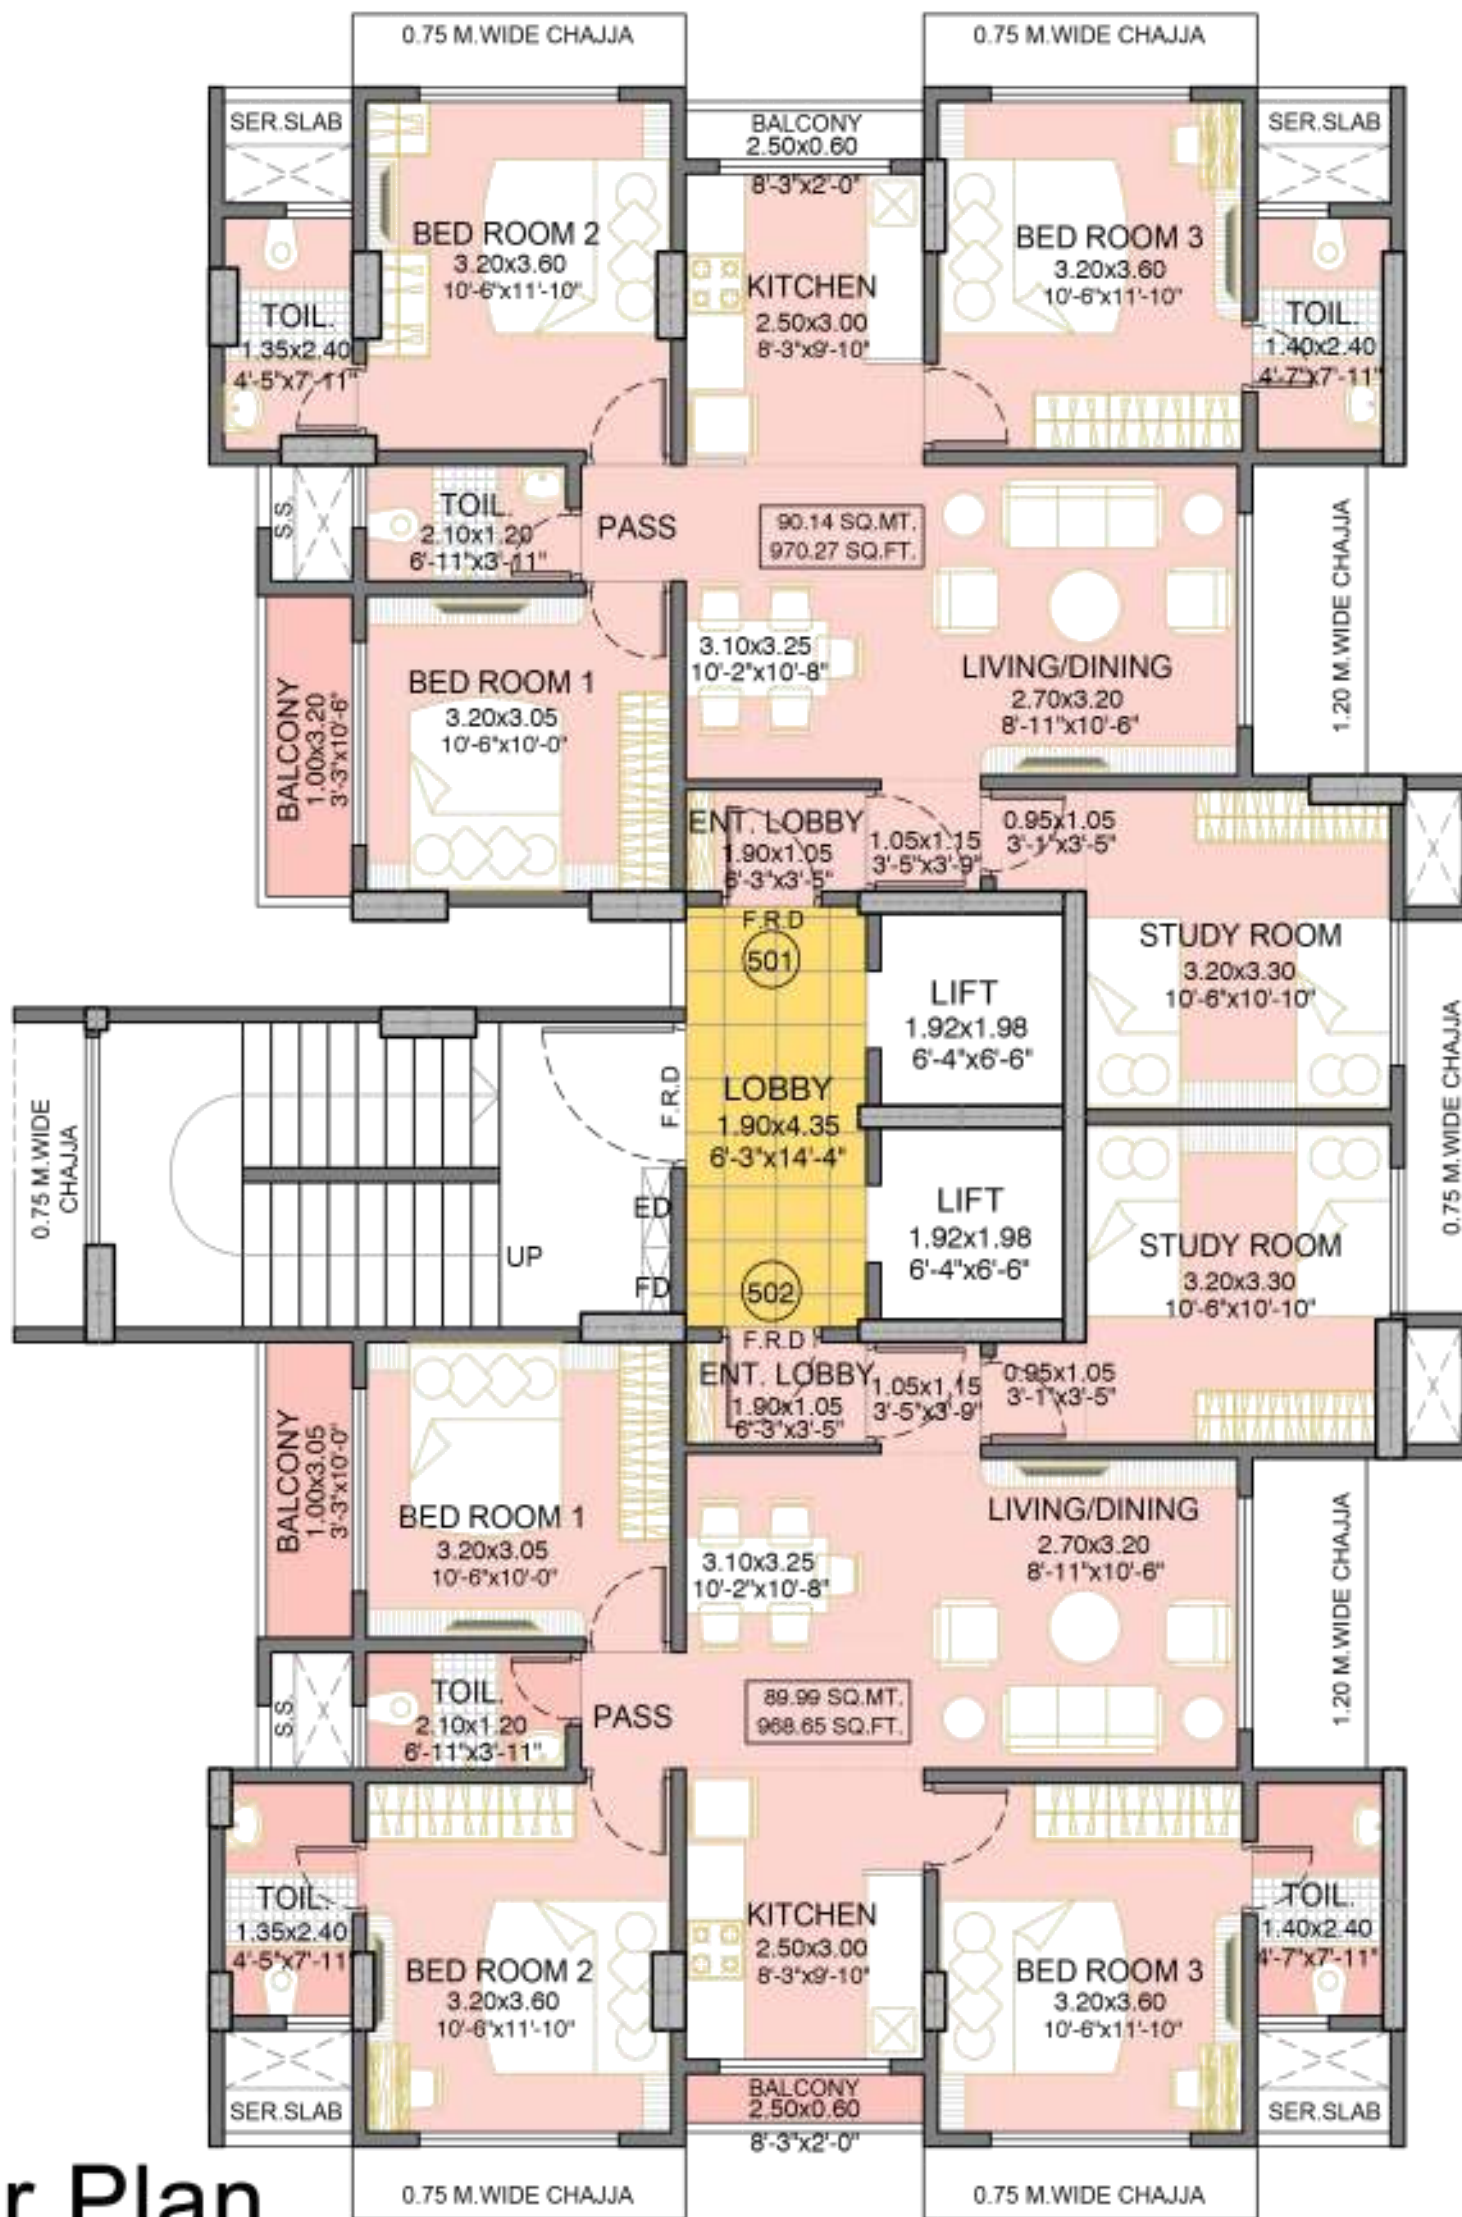 0.75 M.WIDE CHAJJA
0.75 M.WIDE CHAJJA
SER.SLAB
BALCONY
2.50x0.60
8'-3"x2'-0"
SER.SLAB
BED ROOM 2
3.20x3.60
10'-6"x11'-10"
KITCHEN
2.50x3.00
8'-3"x9'-10"
BED ROOM 3
3.20x3.60
10'-6"x11'-10"
TOIL.
1.35x2.40
4'-5"x7'-11"
TOIL.
1.40x2.40
4'-7"x7'-11"
S.S.
TOIL.
2.10x1.20
6'-11"x3'-11"
PASS
90.14 SQ.MT.
970.27 SQ.FT.
1.20 M.WIDE CHAJJA
BALCONY
1.00x3.20
3'-3"x10'-6"
BED ROOM 1
3.20x3.05
10'-6"x10'-0"
3.10x3.25
10'-2"x10'-8"
LIVING/DINING
2.70x3.20
8'-11"x10'-6"
ENT. LOBBY
1.90x1.05
6'-3"x3'-5"
1.05x1.15
3'-5"x3'-9"
0.95x1.05
3'-1"x3'-5"
F.R.D
501
LIFT
1.92x1.98
6'-4"x6'-6"
STUDY ROOM
3.20x3.30
10'-6"x10'-10"
0.75 M.WIDE
CHAJJA
F.R.D
LOBBY
1.90x4.35
6'-3"x14'-4"
0.75 M.WIDE CHAJJA
UP
ED
FD
LIFT
1.92x1.98
6'-4"x6'-6"
STUDY ROOM
3.20x3.30
10'-6"x10'-10"
502
F.R.D
ENT. LOBBY
1.90x1.05
6'-3"x3'-5"
1.05x1.15
3'-5"x3'-9"
0.95x1.05
3'-1"x3'-5"
BALCONY
1.00x3.05
3'-3"x10'-0"
BED ROOM 1
3.20x3.05
10'-6"x10'-0"
3.10x3.25
10'-2"x10'-8"
LIVING/DINING
2.70x3.20
8'-11"x10'-6"
1.20 M.WIDE CHAJJA
S.S.
TOIL.
2.10x1.20
6'-11"x3'-11"
PASS
89.99 SQ.MT.
968.65 SQ.FT.
TOIL.
1.35x2.40
4'-5"x7'-11
BED ROOM 2
3.20x3.60
10'-6"x11'-10"
KITCHEN
2.50x3.00
8'-3"x9'-10"
BED ROOM 3
3.20x3.60
10'-6"x11'-10"
TOIL.
1.40x2.40
4'-7"x7'-11"
SER.SLAB
BALCONY
2.50x0.60
8'-3"x2'-0"
SER.SLAB
0.75 M.WIDE CHAJJA
0.75 M.WIDE CHAJJA
Plan